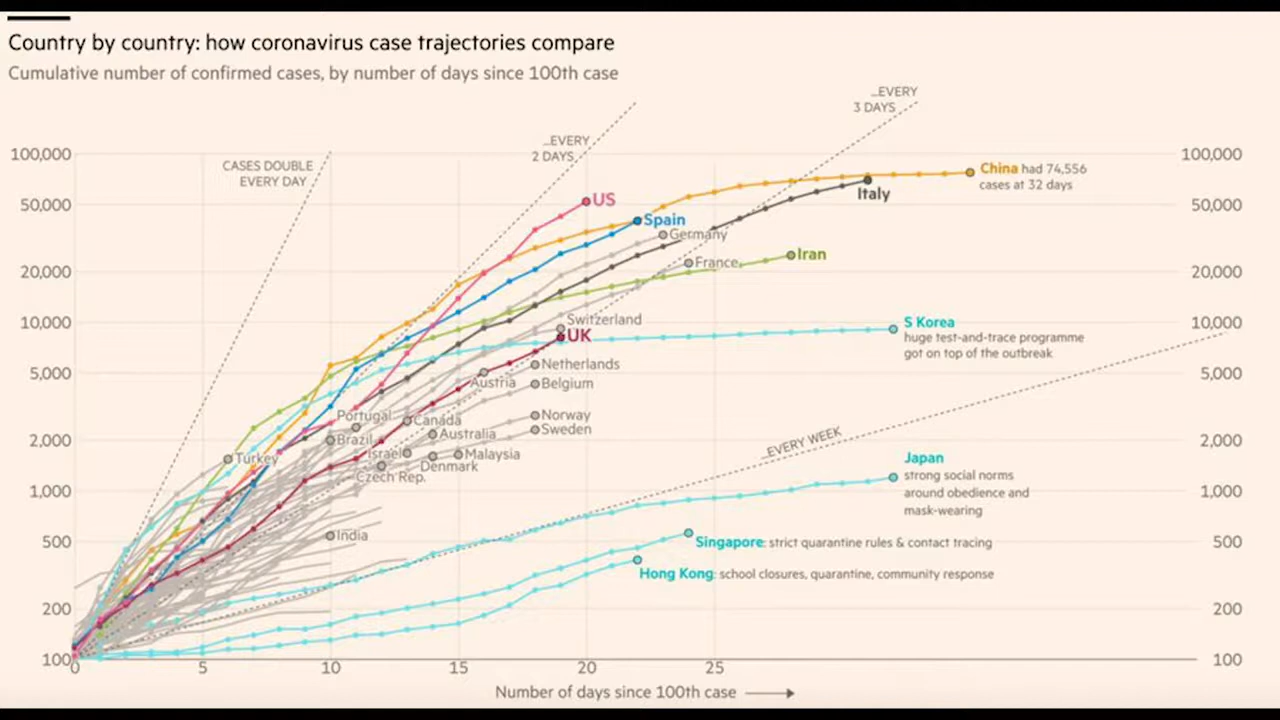 Country by country: how coronavirus case trajectories compare
Cumulative number of confirmed cases, by number of days since 100th case
...EVERY
3 DAYS
...EVERY
2 DAYS
CASES DOUBLE
EVERY DAY
100,000
50,000
20,000
10,000
5,000
2,000
1,000
500
200
100
100,000
50,000
20,000
10,000
5,000
2,000
1,000
500
200
100
China had 74,556
cases at 32 days
Italy
US
Spain
Germany
France
Iran
Switzerland
UK
S Korea
huge test-and-trace programme
got on top of the outbreak
Netherlands
Austria
Belgium
Portugal
Canada
Norway
Brazil
Australia
Sweden
...EVERY WEEK
Turkey
Israel
Malaysia
Denmark
Czech Rep.
Japan
strong social norms
around obedience and
mask-wearing
India
Singapore: strict quarantine rules & contact tracing
Hong Kong: school closures, quarantine, community response
0
5
10
15
20
25
Number of days since 100th case